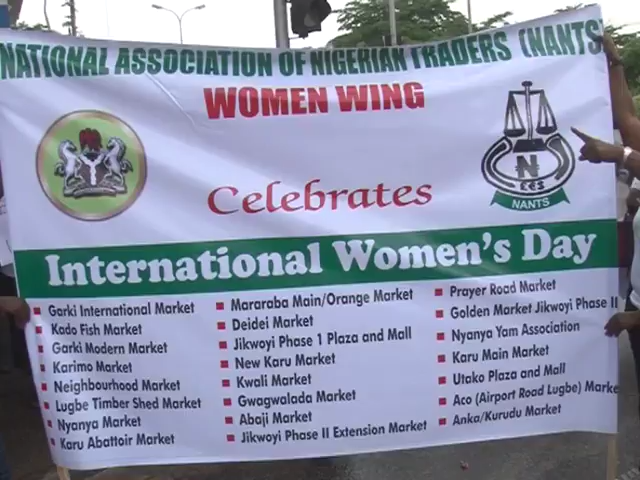 NATIONAL ASSOCIATION OF NIGERIAN TRADERS (NANTS)
WOMEN WING
NANTS
Celebrates
International Women's Day
Garki International Market
Kado Fish Market
Garki Modern Market
Karimo Market
Neighbourhood Market
Lugbe Timber Shed Market
Nyanya Market
Karu Abattoir Market
Mararaba Main/Orange Market
Deidei Market
Jikwoyi Phase 1 Plaza and Mall
New Karu Market
Kwali Market
Gwagwalada Market
Abaji Market
Jikwoyi Phase II Extension Market
Prayer Road Market
Golden Market Jikwoyi Phase II
Nyanya Yam Association
Karu Main Market
Utako Plaza and Mall
Aco (Airport Road Lugbe) Marke
Anka/Kurudu Market